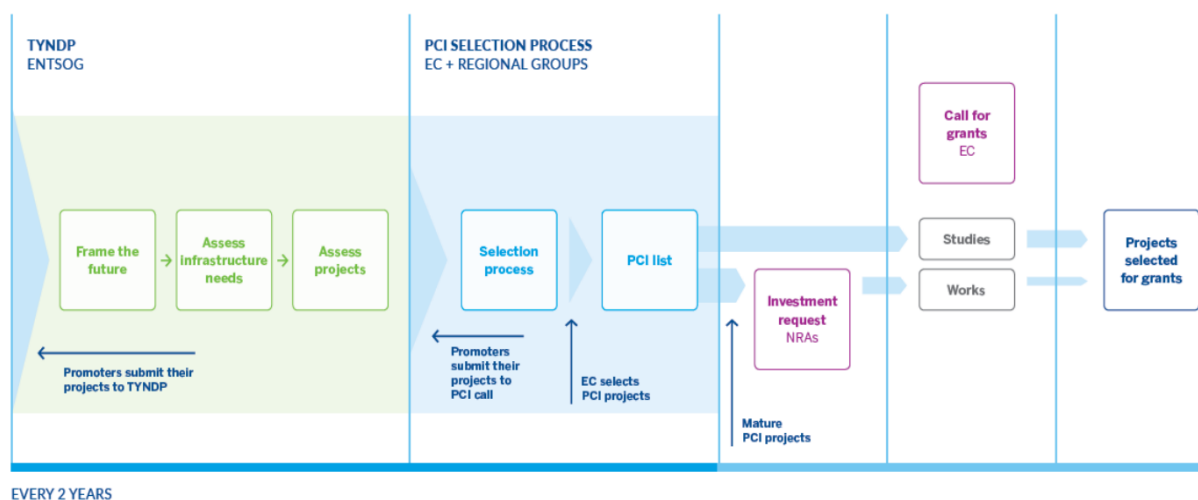 TYNDP
ENTSOG
PCI SELECTION PROCESS
EC + REGIONAL GROUPS
Call for
grants
EC
Frame the
future
Assess
infrastructure
needs
Assess
projects
Selection
process
PCI list
Studies
Works
Projects
selected
for grants
Investment
request
NRAs
Promoters submit their
projects to TYNDP
Promoters
submit their
projects to
PCI call
EC selects
PCI projects
Mature
PCI projects
EVERY 2 YEARS